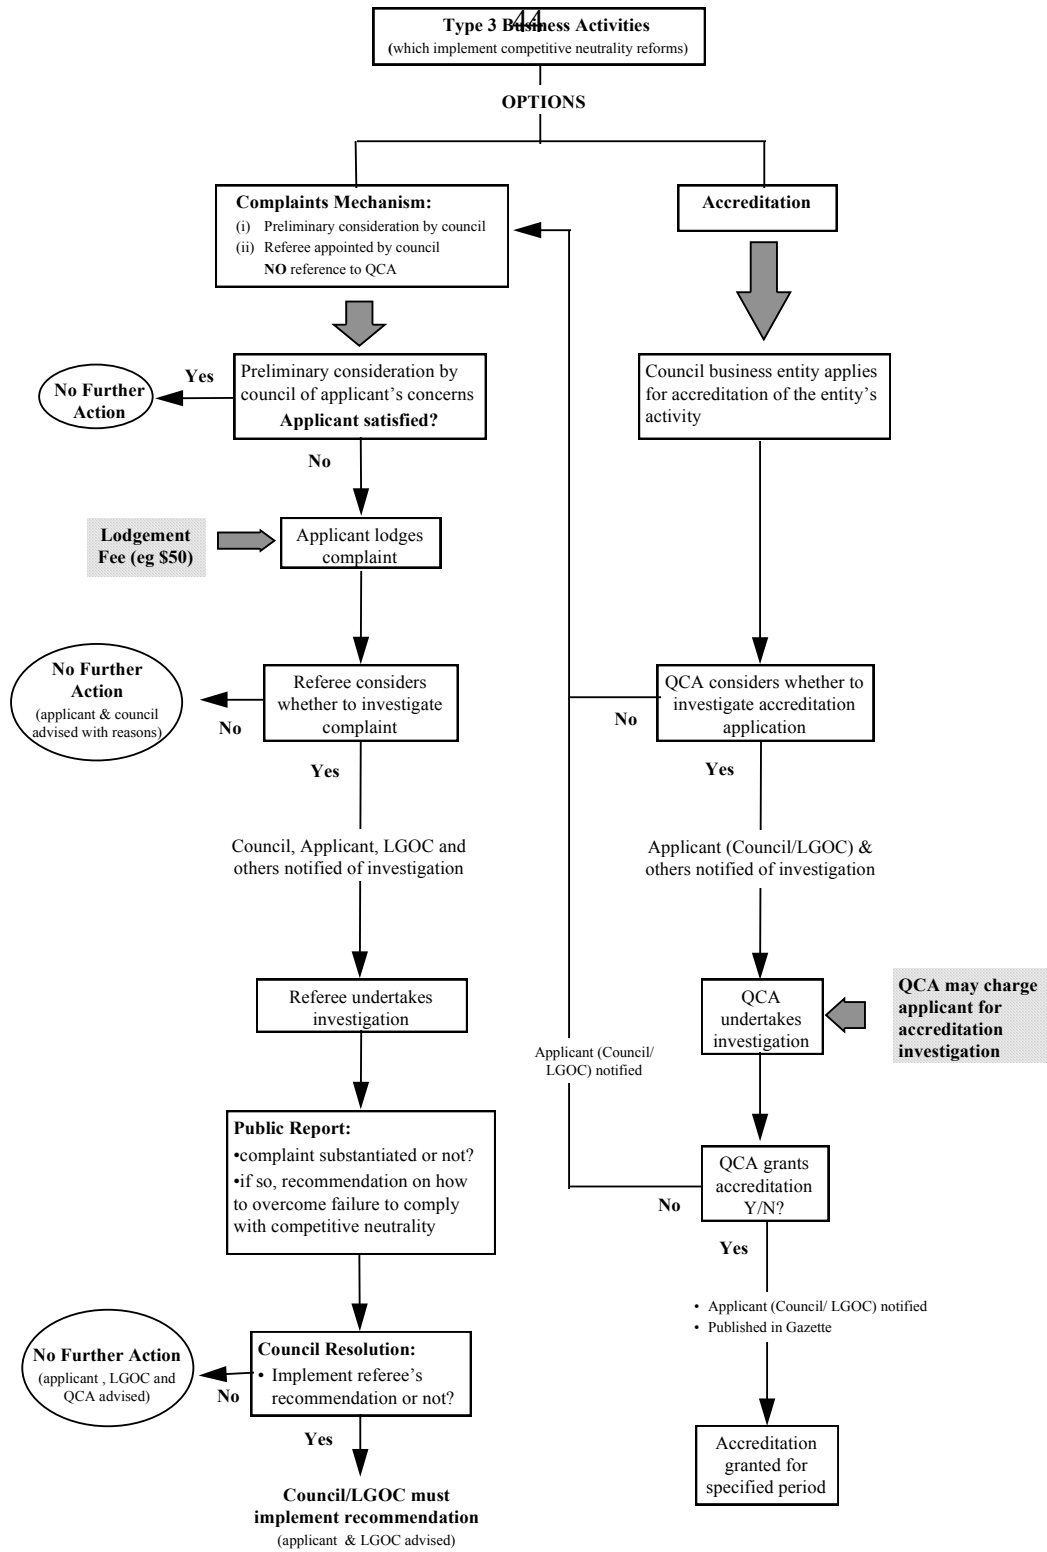 44
Type 3 Business Activities
(which implement competitive neutrality reforms)
OPTIONS
Complaints Mechanism:
(i) Preliminary consideration by council
(ii) Referee appointed by council
NO reference to QCA
Accreditation
Preliminary consideration by
council of applicant's concerns
Applicant satisfied?
Yes
No Further
Action
No
Council business entity applies
for accreditation of the entity's
activity
Lodgement
Fee (eg $50)
Applicant lodges
complaint
No Further
Action
(applicant & council
advised with reasons)
No
Referee considers
whether to investigate
complaint
Yes
QCA considers whether to
investigate accreditation
application
No
Yes
Council, Applicant, LGOC and
others notified of investigation
Applicant (Council/LGOC) &
others notified of investigation
Referee undertakes
investigation
QCA
undertakes
investigation
QCA may charge
applicant for
accreditation
investigation
Applicant (Council/
LGOC) notified
Public Report:
•complaint substantiated or not?
•if so, recommendation on how
to overcome failure to comply
with competitive neutrality
QCA grants
accreditation
Y/N?
No
Yes
• Applicant (Council/ LGOC) notified
• Published in Gazette
No Further Action
(applicant , LGOC and
QCA advised)
No
Council Resolution:
• Implement referee's
recommendation or not?
Yes
Accreditation
granted for
specified period
Council/LGOC must
implement recommendation
(applicant & LGOC advised)